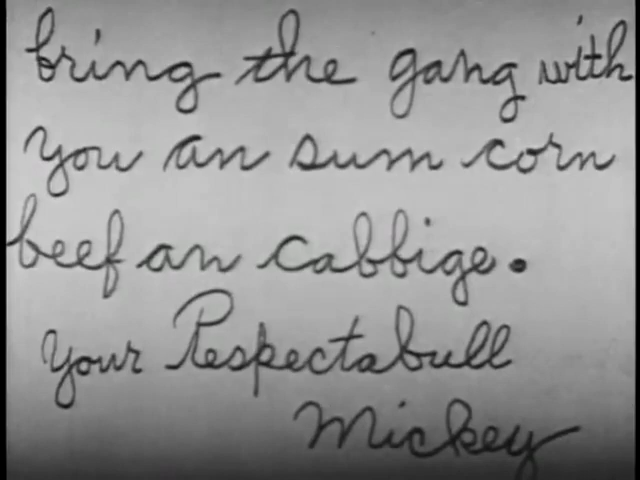 bring the gang with
you an sum corn
beef an cabbige.
your Respectabull
Mickey